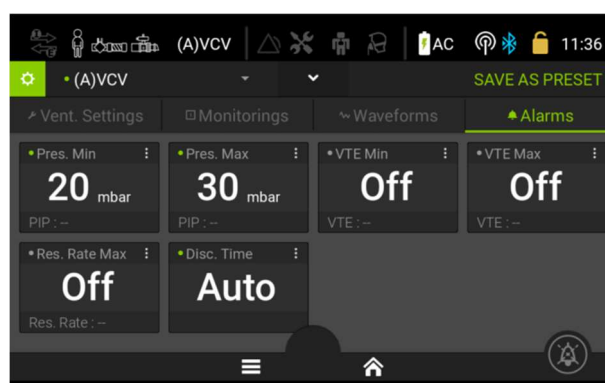 (A)VCV AC 11:36
• (A)VCV SAVE AS PRESET
Vent. Settings Monitorings Waveforms Alarms
• Pres. Min • Pres. Max • VTE Min • VTE Max
20 mbar 30 mbar Off Off
PIP : -- PIP : -- VTE : -- VTE : --
• Res. Rate Max • Disc. Time
Off Auto
Res. Rate : --